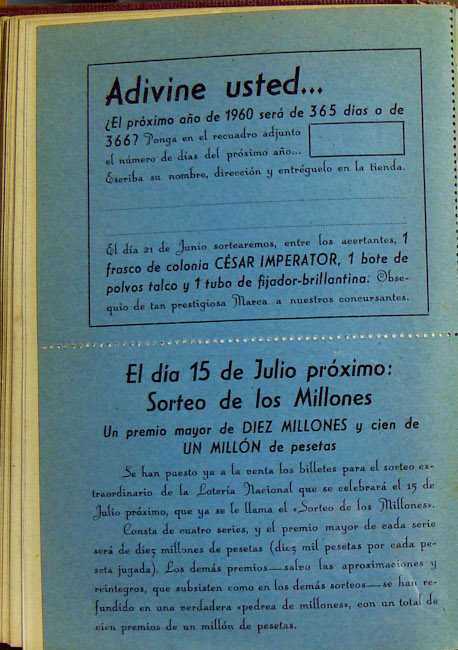 Adivine usted...
¿El próximo año de 1960 será de 365 días o de
366? Ponga en el recuadro adjunto
el número de días del próximo año...
Escriba su nombre, dirección y entréguelo en la tienda.
El día 21 de Junio sortearemos, entre los acertantes, 1
frasco de colonia CÉSAR IMPERATOR, 1 bote de
polvos talco y 1 tubo de fijador-brillantina. Obse-
quio de tan prestigiosa Marca a nuestros concursantes.
El día 15 de Julio próximo:
Sorteo de los Millones
Un premio mayor de DIEZ MILLONES y cien de
UN MILLÓN de pesetas
Se han puesto ya a la venta los billetes para el sorteo ex-
traordinario de la Lotería Nacional que se celebrará el 15 de
Julio próximo, que ya se le llama el «Sorteo de los Millones».
Consta de cuatro series, y el premio mayor de cada serie
será de diez millones de pesetas (diez mil pesetas por cada pe-
seta jugada). Los demás premios—salvo las aproximaciones y
reintegros, que subsisten como en los demás sorteos—se han re-
fundido en una verdadera «pedrea de millones», con un total de
cien premios de un millón de pesetas.